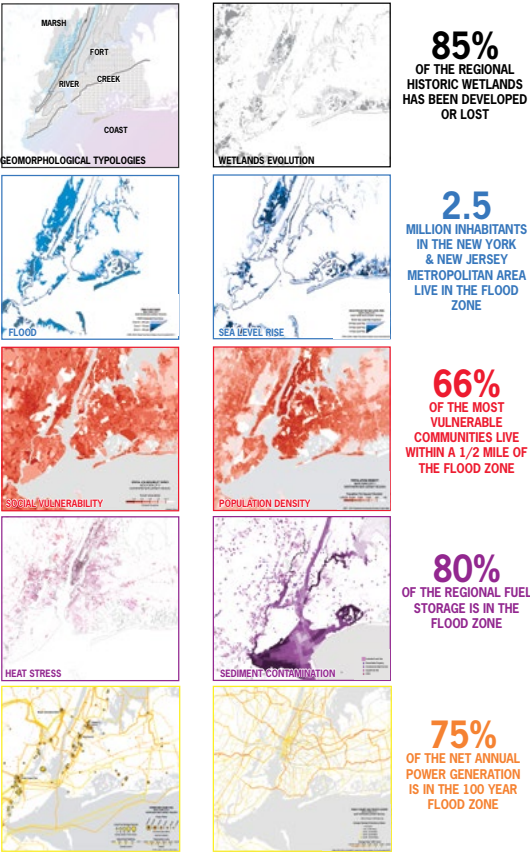 MARSH
FORT
RIVER
CREEK
COAST
GEOMORPHOLOGICAL TYPOLOGIES
WETLANDS EVOLUTION
85%
OF THE REGIONAL
HISTORIC WETLANDS
HAS BEEN DEVELOPED
OR LOST
FLOOD
SEA LEVEL RISE
2.5
MILLION INHABITANTS
IN THE NEW YORK
& NEW JERSEY
METROPOLITAN AREA
LIVE IN THE FLOOD
ZONE
SOCIAL VULNERABILITY
POPULATION DENSITY
66%
OF THE MOST
VULNERABLE
COMMUNITIES LIVE
WITHIN A 1/2 MILE OF
THE FLOOD ZONE
HEAT STRESS
SEDIMENT CONTAMINATION
80%
OF THE REGIONAL FUEL
STORAGE IS IN THE
FLOOD ZONE
75%
OF THE NET ANNUAL
POWER GENERATION
IS IN THE 100 YEAR
FLOOD ZONE